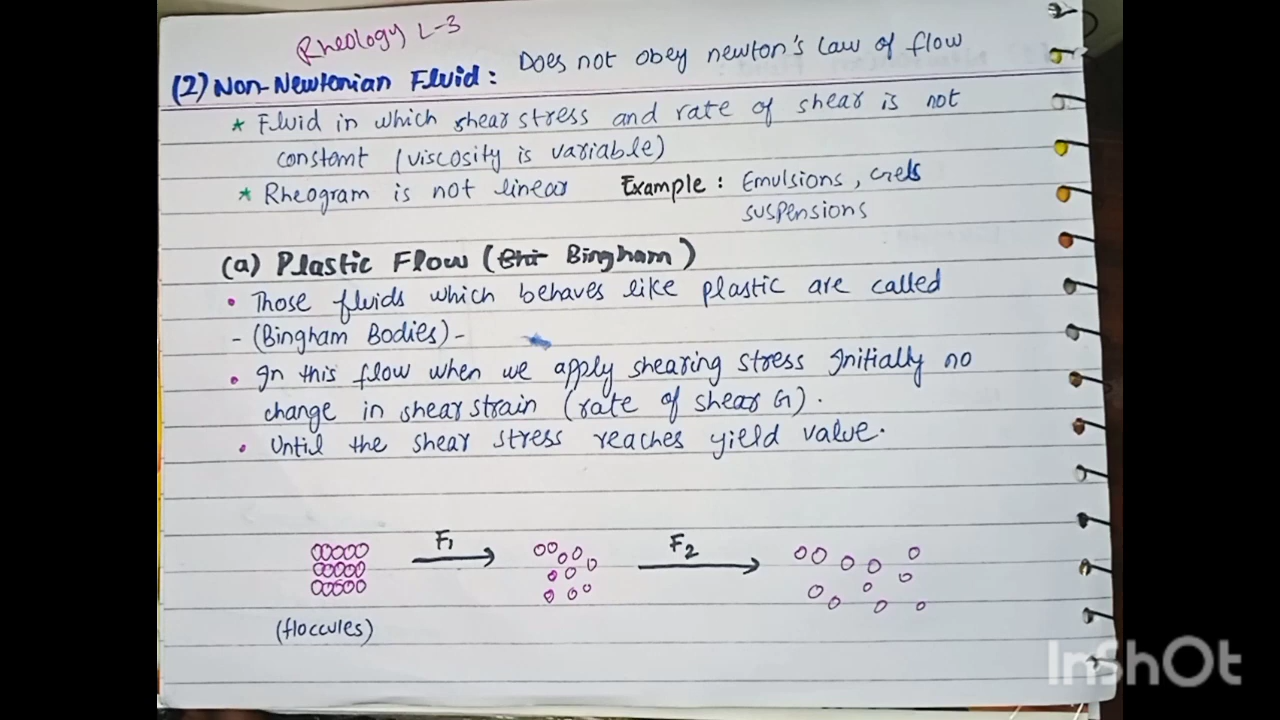 Rheology L-3
(2) Non-Newtonian Fluid: Does not obey newton's law of flow
* Fluid in which shear stress and rate of shear is not
constant (viscosity is variable)
* Rheogram is not linear Example: Emulsions, Gels
suspensions
(a) Plastic Flow (Bingham)
• Those fluids which behaves like plastic are called
- (Bingham Bodies) -
• In this flow when we apply shearing stress Initially no
change in shear strain (rate of shear G).
• Until the shear stress reaches yield value.
F1 F2
(floccules)
InShOt